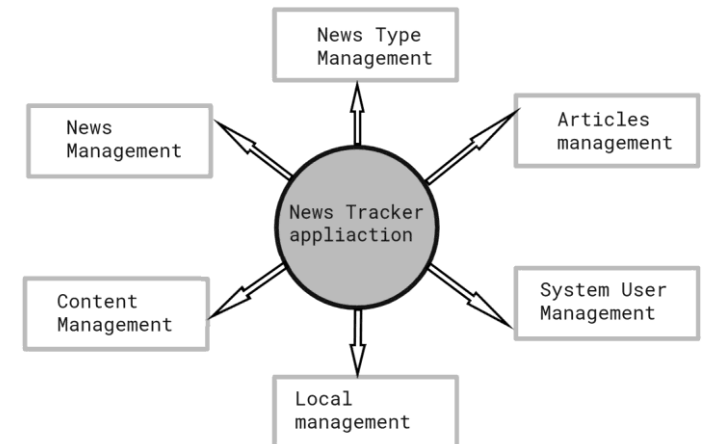 News Type
Management
News
Management
Articles
management
News Tracker
appliaction
Content
Management
System User
Management
Local
management